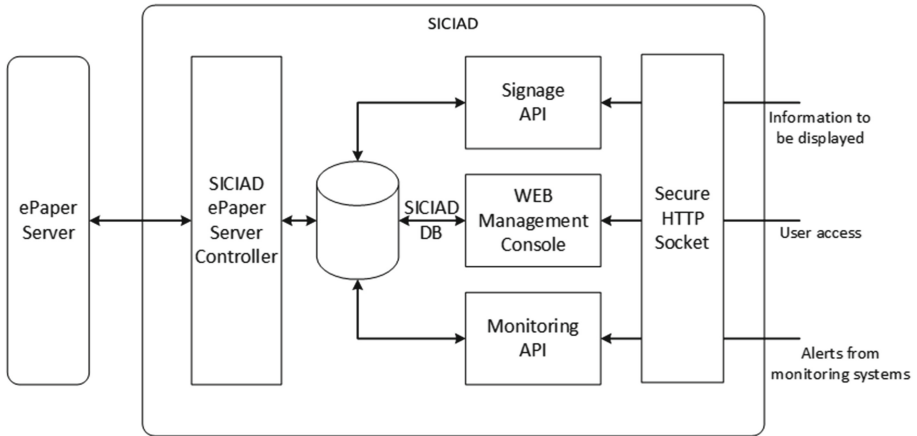 SICIAD
ePaper
Server
SICIAD
ePaper
Server
Controller
SICIAD
DB
Signage
API
WEB
Management
Console
Monitoring
API
Secure
HTTP
Socket
Information to
be displayed
User access
Alerts from
monitoring systems